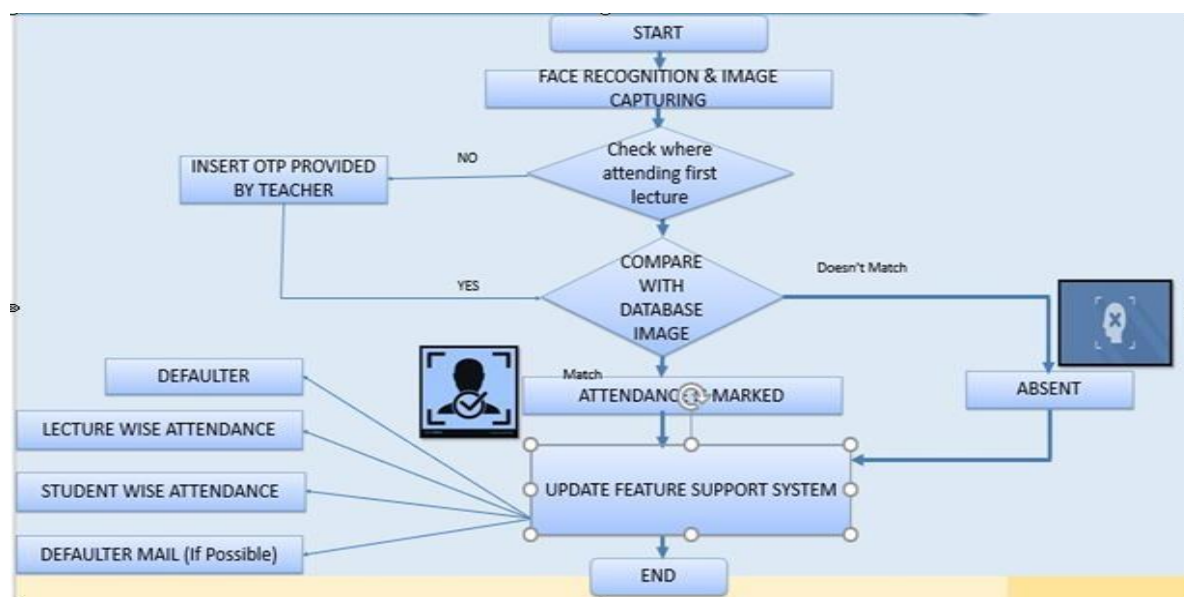 START
FACE RECOGNITION & IMAGE
CAPTURING
Check where
attending first
lecture
NO
INSERT OTP PROVIDED
BY TEACHER
COMPARE
WITH
DATABASE
IMAGE
Doesn't Match
YES
Match
DEFAULTER
ATTENDANCE MARKED
ABSENT
LECTURE WISE ATTENDANCE
STUDENT WISE ATTENDANCE
UPDATE FEATURE SUPPORT SYSTEM
DEFAULTER MAIL (If Possible)
END